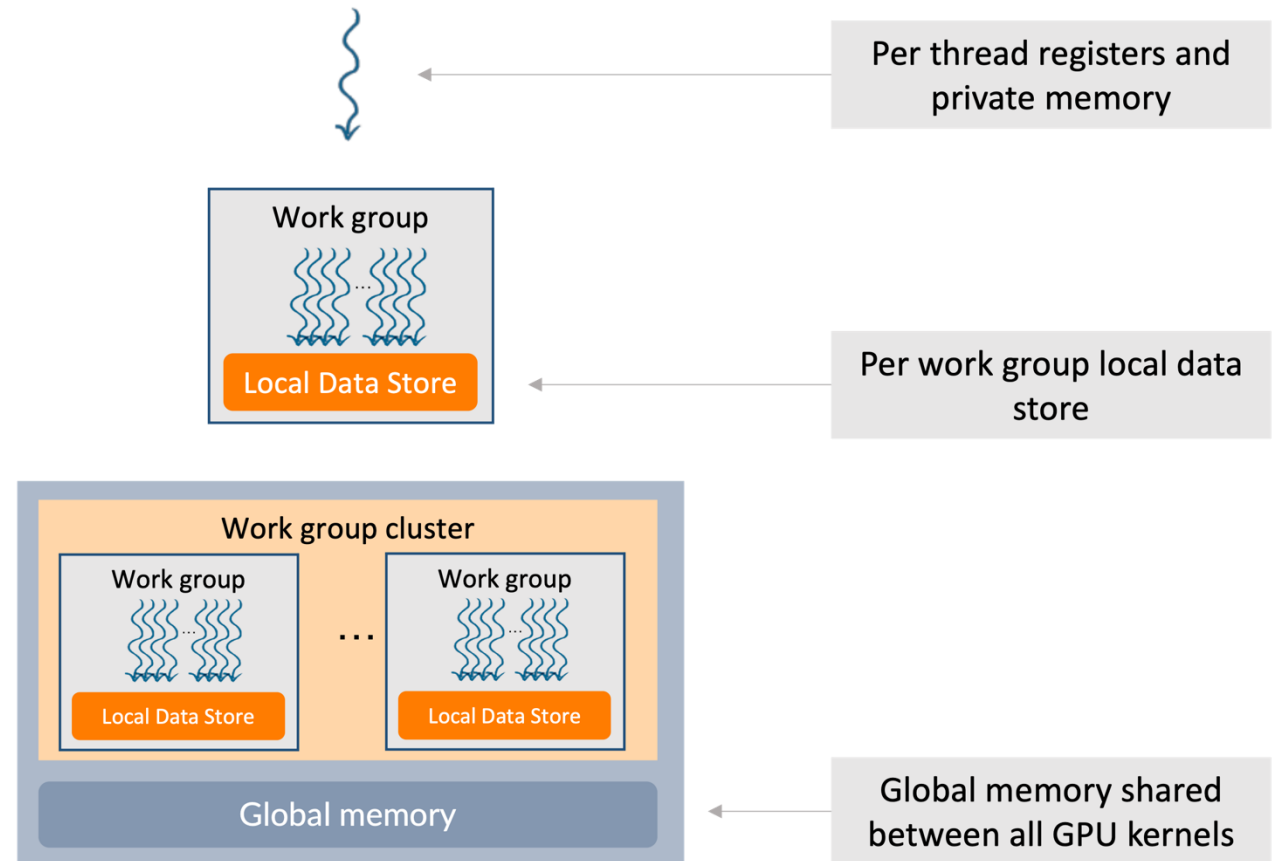 Per thread registers and
private memory
Work group
...
Local Data Store
Per work group local data
store
Work group cluster
Work group
...
Local Data Store
...
Work group
...
Local Data Store
Global memory
Global memory shared
between all GPU kernels